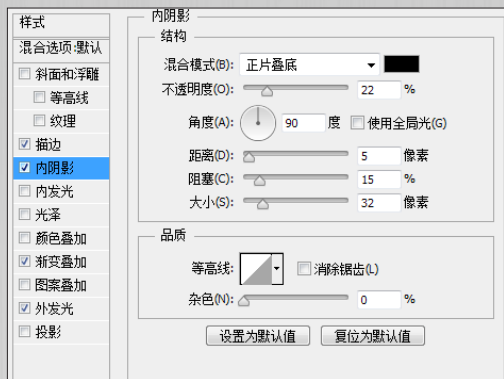 样式
混合选项:默认
斜面和浮雕
等高线
纹理
描边
内阴影
内发光
光泽
颜色叠加
渐变叠加
图案叠加
外发光
投影
内阴影
结构
混合模式(B): 正片叠底
不透明度(O): 22 %
角度(A): 90 度 使用全局光(G)
距离(D): 5 像素
阻塞(C): 15 %
大小(S): 32 像素
品质
等高线: 消除锯齿(L)
杂色(N): 0 %
设置为默认值 复位为默认值